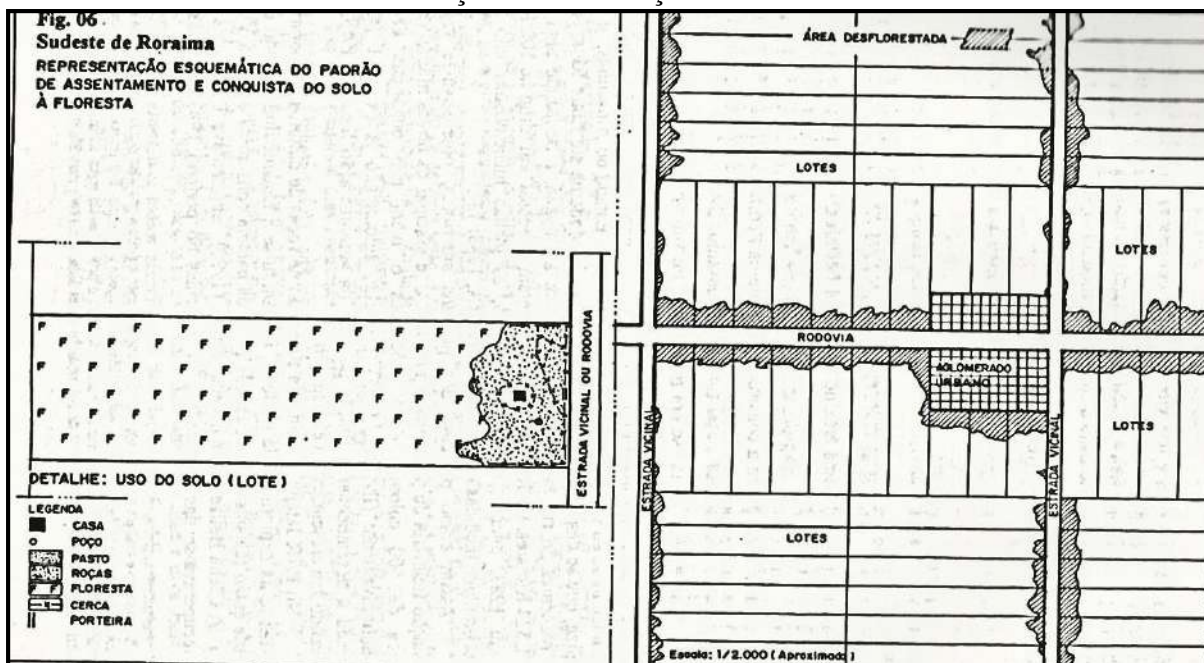 Fig. 06
Sudeste de Roraima
REPRESENTAÇÃO ESQUEMÁTICA DO PADRÃO
DE ASSENTAMENTO E CONQUISTA DO SOLO
À FLORESTA
ÁREA DESFLORESTADA
LOTES
LOTES
RODOVIA
AGLOMERADO
URBANO
ESTRADA VICINAL OU RODOVIA
ESTRADA VICINAL
ESTRADA VICINAL
LOTES
LOTES
DETALHE: USO DO SOLO (LOTE)
LEGENDA
CASA
POÇO
PASTO
ROÇAS
FLORESTA
CERCA
PORTEIRA
Escala: 1/2.000 (Aproximada)